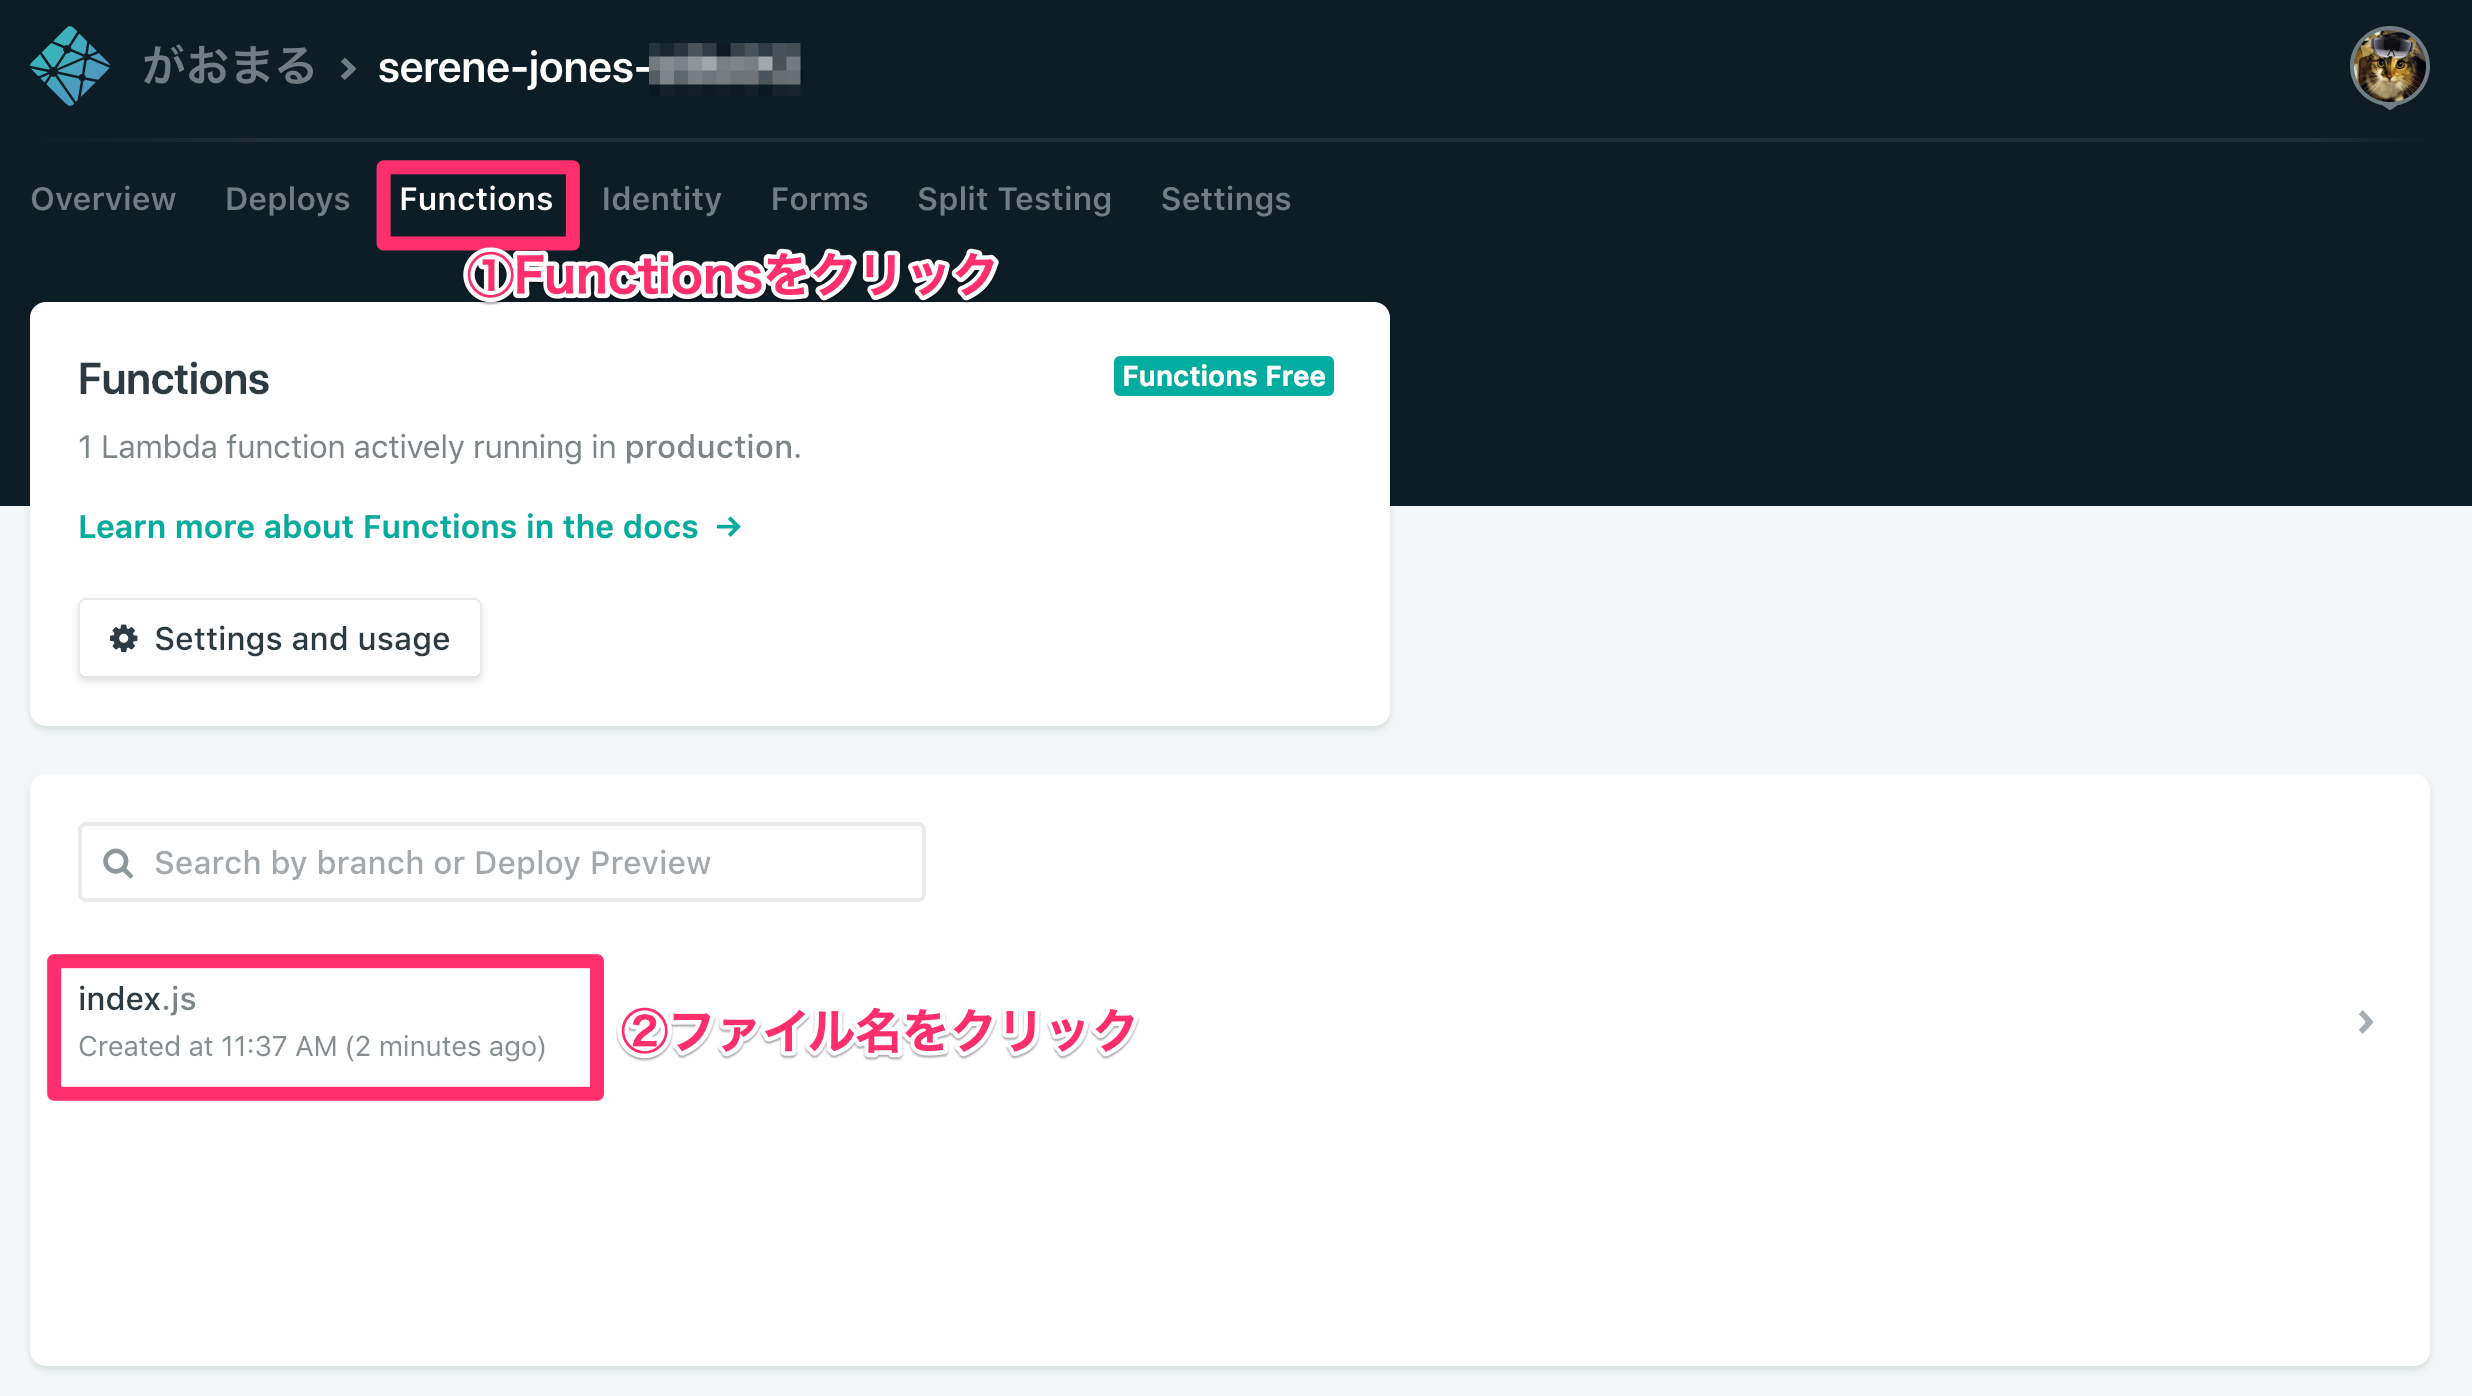 がおまる > serene-jones-
Overview Deploys Functions Identity Forms Split Testing Settings
①Functionsをクリック
Functions
Functions Free
1 Lambda function actively running in production.
Learn more about Functions in the docs →
Settings and usage
Search by branch or Deploy Preview
index.js
Created at 11:37 AM (2 minutes ago)
②ファイル名をクリック